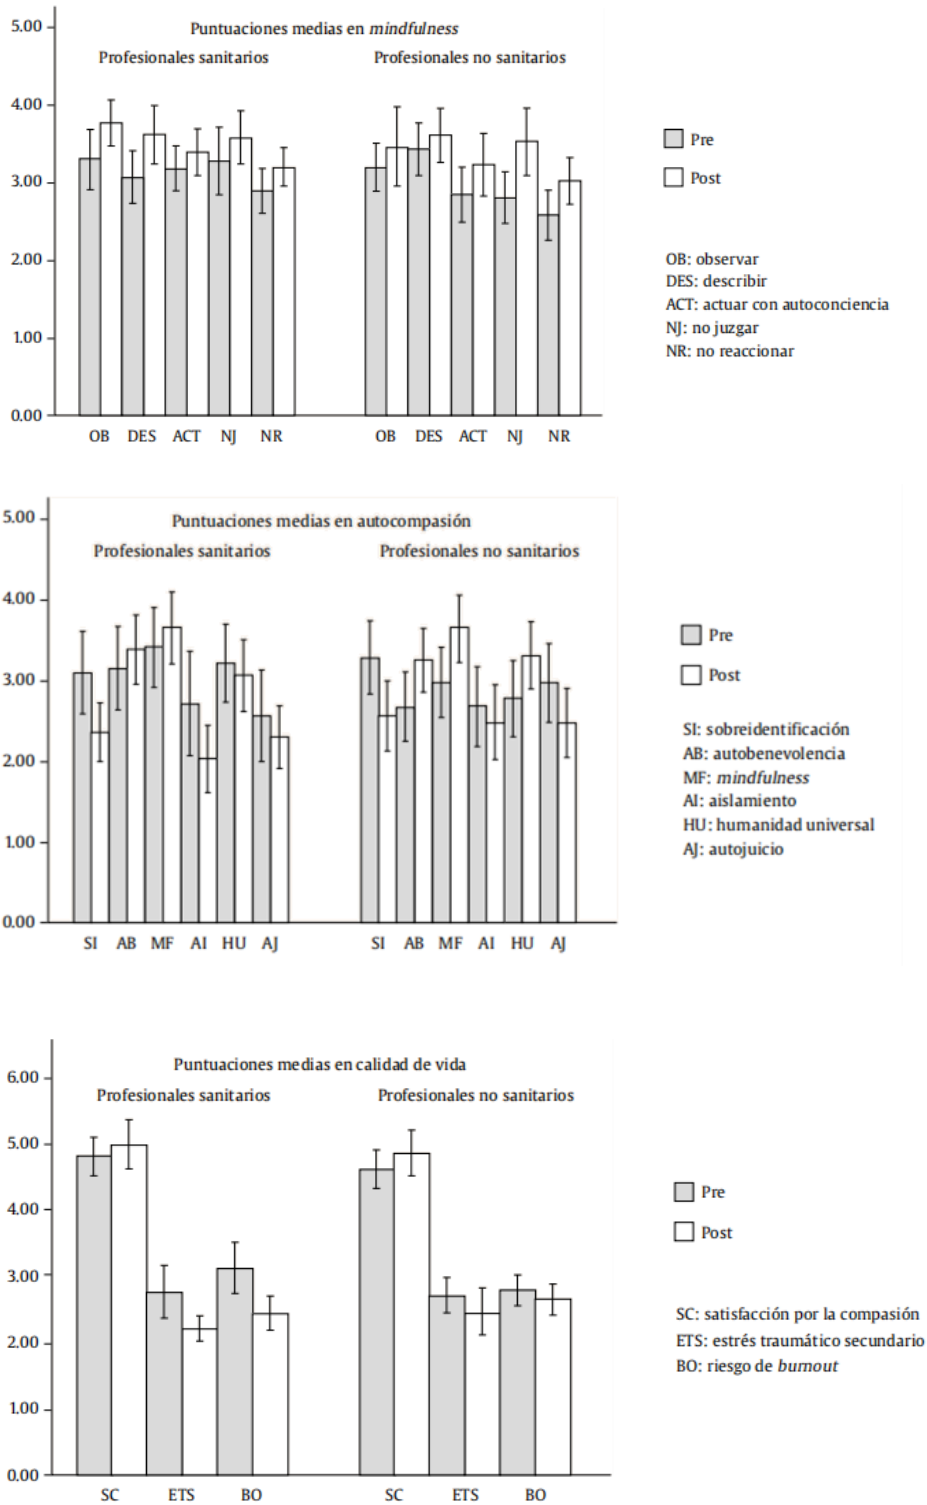 Puntuaciones medias en mindfulness
Profesionales sanitarios
Profesionales no sanitarios
5.00
4.00
3.00
2.00
1.00
0.00
OB DES ACT NJ NR
OB DES ACT NJ NR
Pre
Post
OB: observar
DES: describir
ACT: actuar con autoconciencia
NJ: no juzgar
NR: no reaccionar
Puntuaciones medias en autocompasión
Profesionales sanitarios
Profesionales no sanitarios
5.00
4.00
3.00
2.00
1.00
0.00
SI AB MF AI HU AJ
SI AB MF AI HU AJ
Pre
Post
SI: sobreidentificación
AB: autobenevolencia
MF: mindfulness
AI: aislamiento
HU: humanidad universal
AJ: autojuicio
Puntuaciones medias en calidad de vida
Profesionales sanitarios
Profesionales no sanitarios
6.00
5.00
4.00
3.00
2.00
1.00
0.00
SC ETS BO
SC ETS BO
Pre
Post
SC: satisfacción por la compasión
ETS: estrés traumático secundario
BO: riesgo de burnout